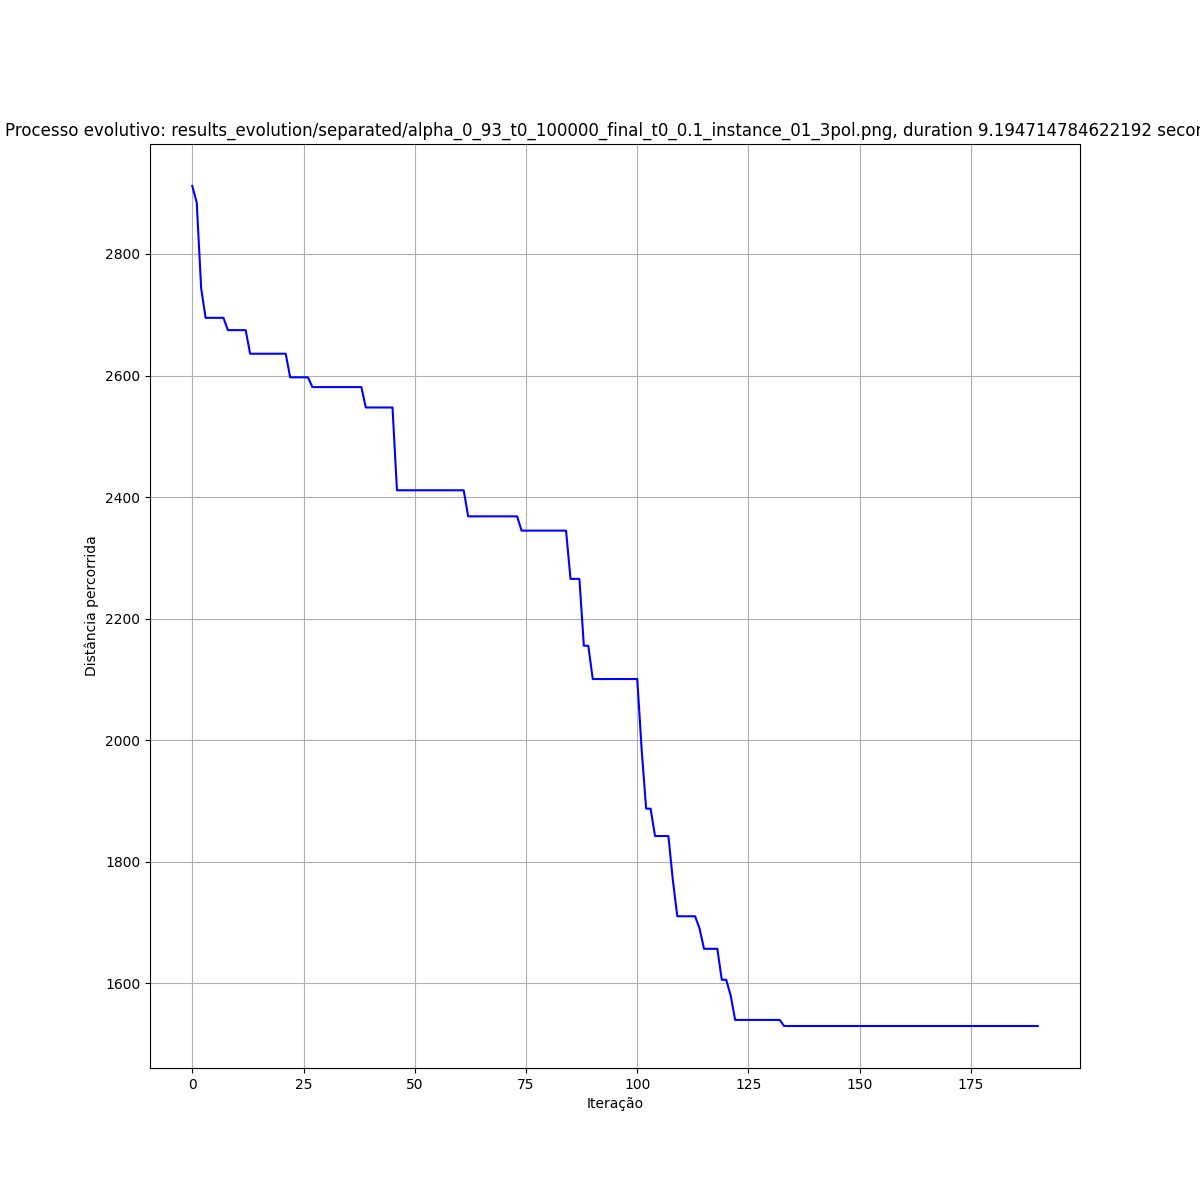 Processo evolutivo: results_evolution/separated/alpha_0_93_t0_100000_final_t0_0.1_instance_01_3pol.png, duration 9.194714784622192 secon
2800
2600
2400
2200
2000
1800
1600
Distância percorrida
0 25 50 75 100 125 150 175
Iteração